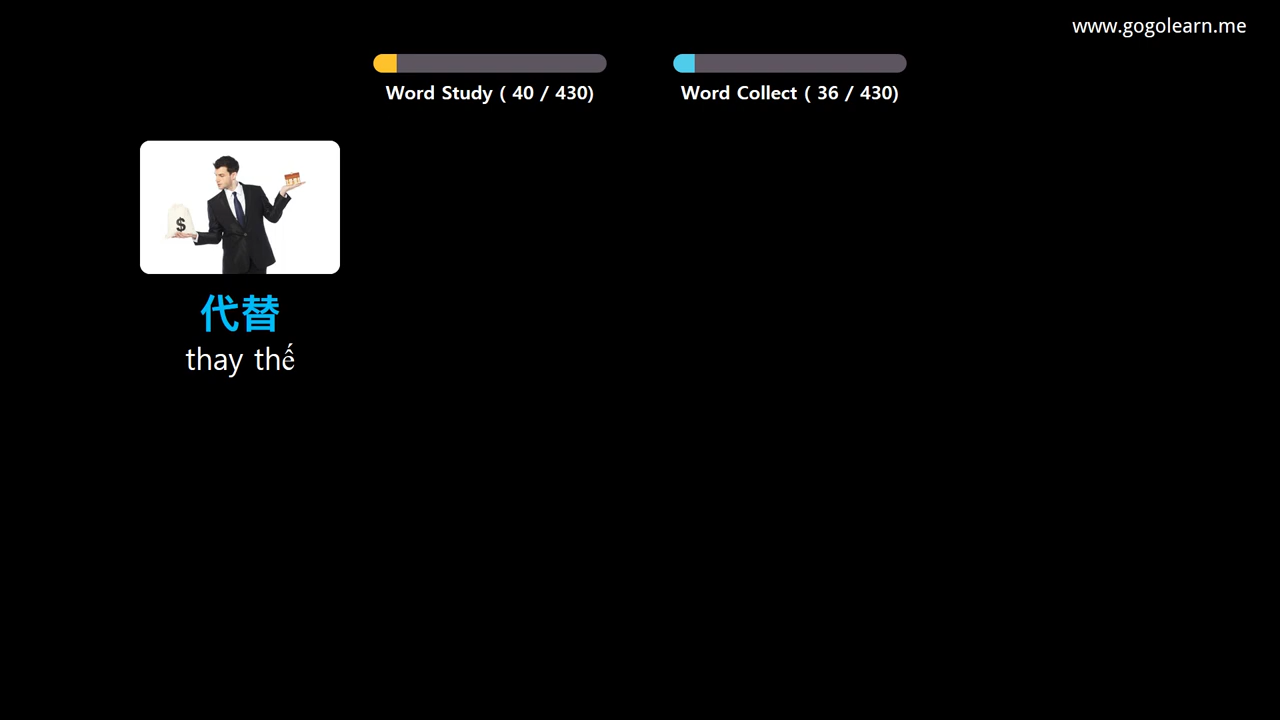 www.gogolearn.me
Word Study ( 40 / 430)
Word Collect ( 36 / 430)
$
代替
thay thế